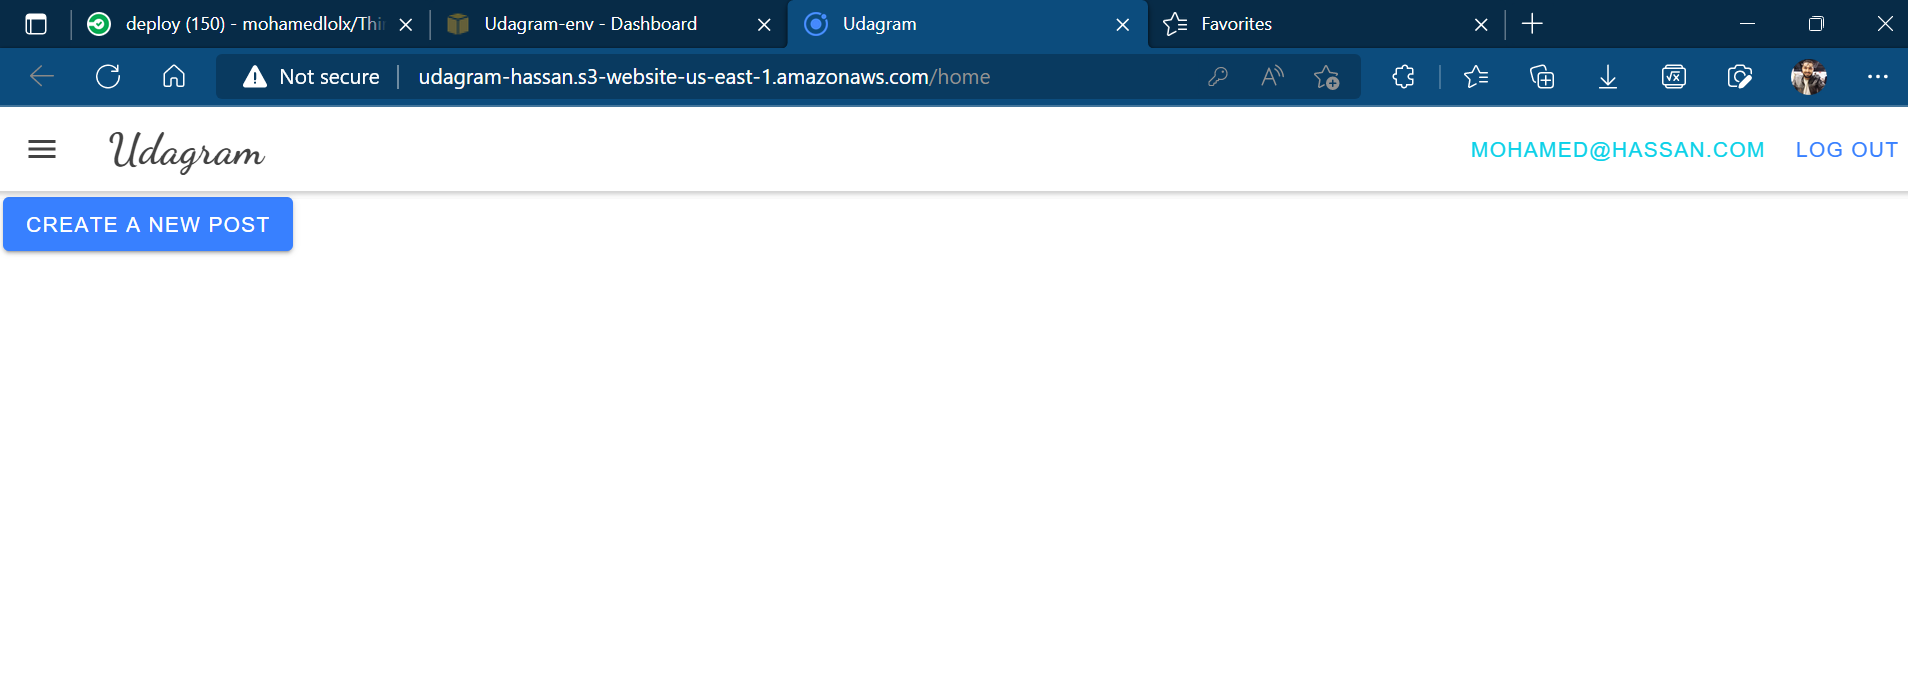 deploy (150) - mohamedlolx/Thi
Udagram-env - Dashboard
Udagram
Favorites
Not secure
udagram-hassan.s3-website-us-east-1.amazonaws.com/home
Udagram
MOHAMED@HASSAN.COM
LOG OUT
CREATE A NEW POST